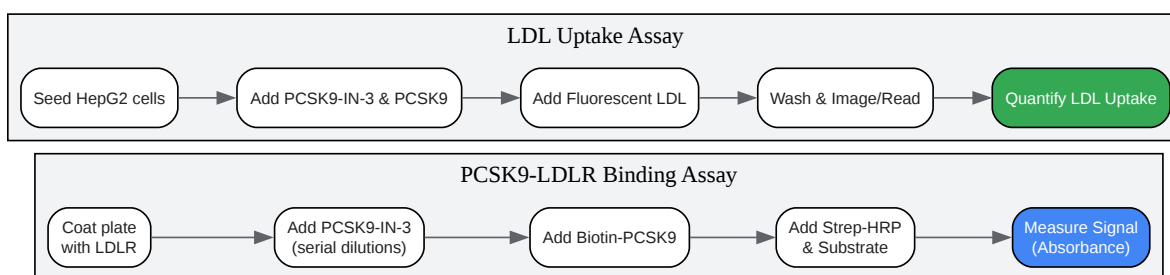 LDL Uptake Assay
Seed HepG2 cells
Add PCSK9-IN-3 & PCSK9
Add Fluorescent LDL
Wash & Image/Read
Quantify LDL Uptake
PCSK9-LDLR Binding Assay
Coat plate
with LDLR
Add PCSK9-IN-3
(serial dilutions)
Add Biotin-PCSK9
Add Strep-HRP
& Substrate
Measure Signal
(Absorbance)